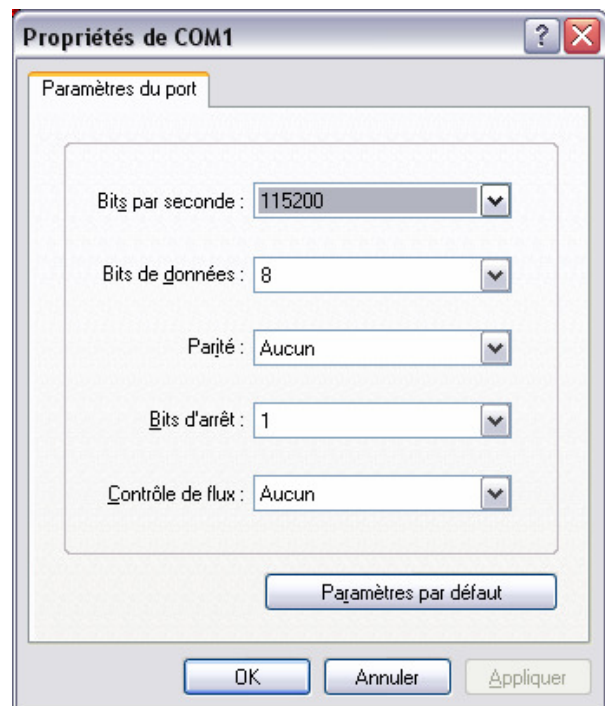 Propriétés de COM1
Paramètres du port
Bits par seconde : 115200
Bits de données : 8
Parité : Aucun
Bits d'arrêt : 1
Contrôle de flux : Aucun
Paramètres par défaut
OK Annuler Appliquer